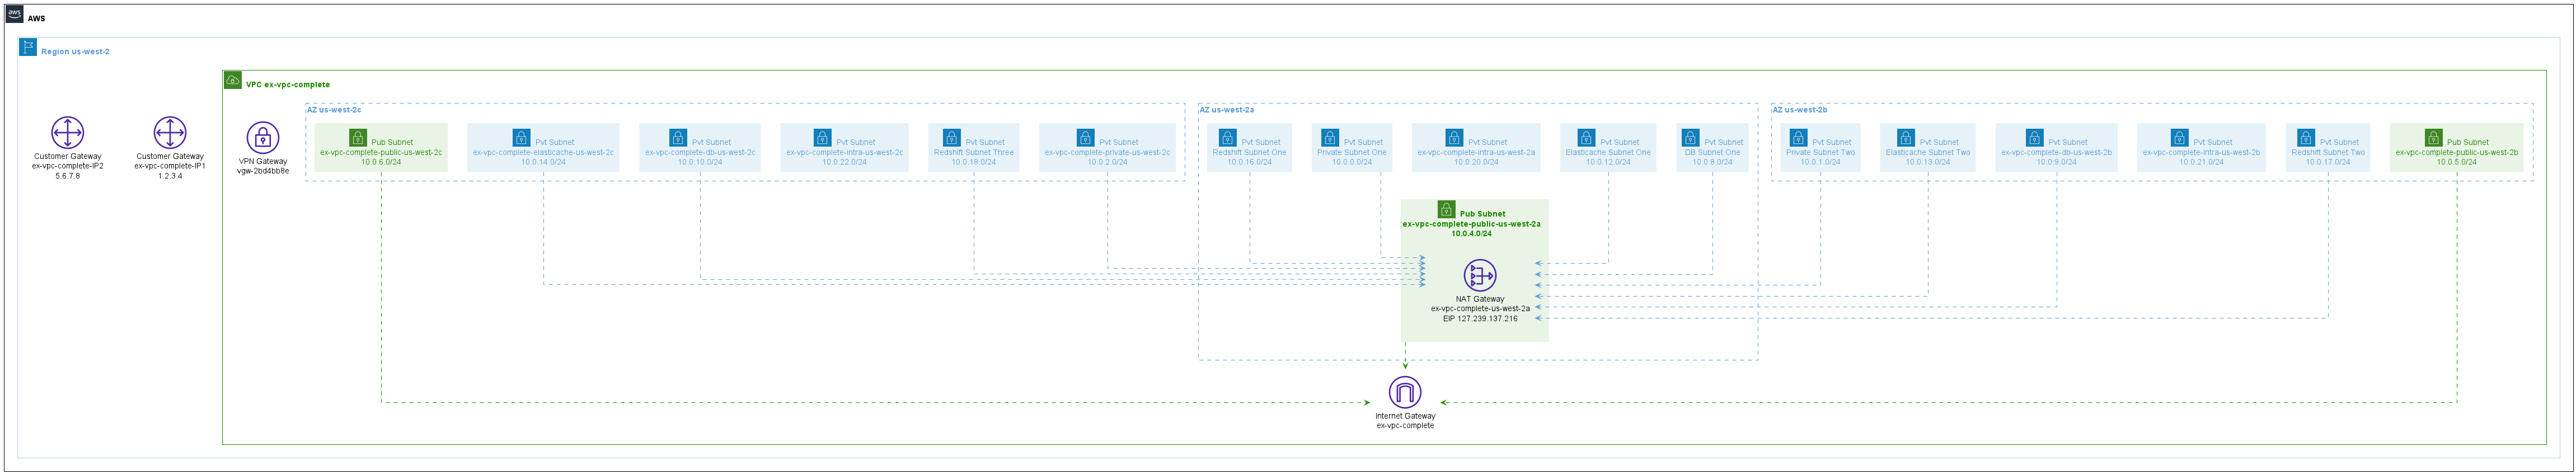 aws
AWS
Region us-west-2
Customer Gateway
ex-vpc-complete-IP2
5.6.7.8
Customer Gateway
ex-vpc-complete-IP1
1.2.3.4
VPC ex-vpc-complete
VPN Gateway
vgw-2bd4bb8e
AZ us-west-2c
Pub Subnet
ex-vpc-complete-public-us-west-2c
10.0.6.0/24
Pvt Subnet
ex-vpc-complete-elasticache-us-west-2c
10.0.14.0/24
Pvt Subnet
ex-vpc-complete-db-us-west-2c
10.0.10.0/24
Pvt Subnet
ex-vpc-complete-intra-us-west-2c
10.0.22.0/24
Pvt Subnet
Redshift Subnet Three
10.0.18.0/24
Pvt Subnet
ex-vpc-complete-private-us-west-2c
10.0.2.0/24
AZ us-west-2a
Pvt Subnet
Redshift Subnet One
10.0.16.0/24
Pvt Subnet
Private Subnet One
10.0.0.0/24
Pvt Subnet
ex-vpc-complete-intra-us-west-2a
10.0.20.0/24
Pvt Subnet
Elasticache Subnet One
10.0.12.0/24
Pvt Subnet
DB Subnet One
10.0.8.0/24
Pub Subnet
ex-vpc-complete-public-us-west-2a
10.0.4.0/24
NAT Gateway
ex-vpc-complete-us-west-2a
EIP 127.239.137.216
AZ us-west-2b
Pvt Subnet
Private Subnet Two
10.0.1.0/24
Pvt Subnet
Elasticache Subnet Two
10.0.13.0/24
Pvt Subnet
ex-vpc-complete-db-us-west-2b
10.0.9.0/24
Pvt Subnet
ex-vpc-complete-intra-us-west-2b
10.0.21.0/24
Pvt Subnet
Redshift Subnet Two
10.0.17.0/24
Pub Subnet
ex-vpc-complete-public-us-west-2b
10.0.5.0/24
Internet Gateway
ex-vpc-complete